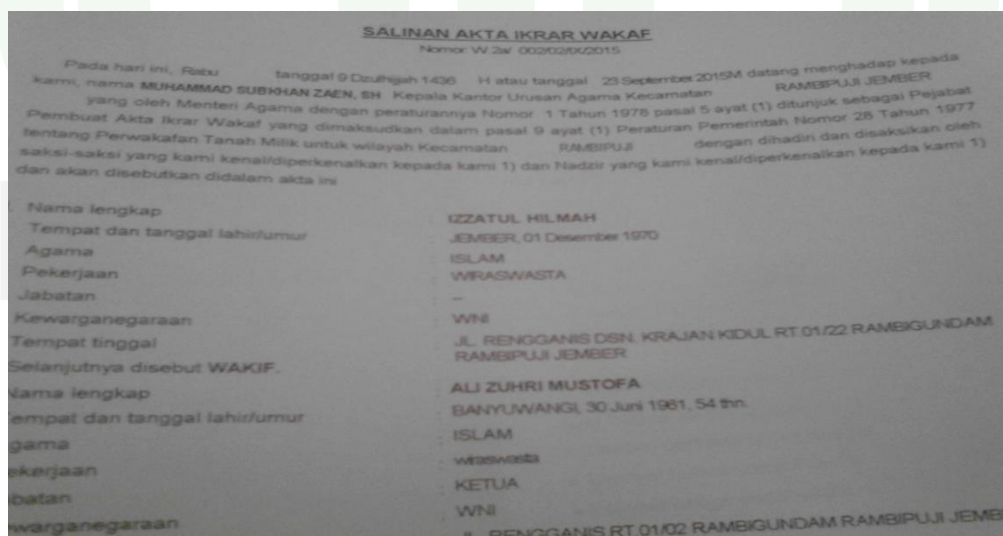 SALINAN AKTA IKRAR WAKAF
Nomor W 2a/ 002/02/IX/2015
Pada hari ini, Rabu tanggal 9 Dzulhijjah 1436 H atau tanggal 23 September 2015M datang menghadap kepada
kami, nama MUHAMMAD SUBKHAN ZAEN, SH Kepala Kantor Urusan Agama Kecamatan RAMBIPUJI JEMBER
yang oleh Menteri Agama dengan peraturannya Nomor 1 Tahun 1978 pasal 5 ayat (1) ditunjuk sebagai Pejabat
Pembuat Akta Ikrar Wakaf yang dimaksudkan dalam pasal 9 ayat (1) Peraturan Pemerintah Nomor 28 Tahun 1977
tentang Perwakafan Tanah Milik untuk wilayah Kecamatan RAMBIPUJI dengan dihadiri dan disaksikan oleh
saksi-saksi yang kami kenal/diperkenalkan kepada kami 1) dan Nadzir yang kami kenal/diperkenalkan kepada kami 1)
dan akan disebutkan didalam akta ini
Nama lengkap : IZZATUL HILMAH
Tempat dan tanggal lahir/umur : JEMBER, 01 Desember 1970
Agama : ISLAM
Pekerjaan : WIRASWASTA
Jabatan : --
Kewarganegaraan : WNI
Tempat tinggal : JL. RENGGANIS DSN. KRAJAN KIDUL RT.01/22 RAMBIGUNDAM
RAMBIPUJI JEMBER
Selanjutnya disebut WAKIF.
Nama lengkap : ALI ZUHRI MUSTOFA
empat dan tanggal lahir/umur : BANYUWANGI, 30 Juni 1961, 54 thn.
gama : ISLAM
ekerjaan : wiraswasta
batan : KETUA
warganegaraan : WNI
RENGGANIS RT.01/02 RAMBIGUNDAM RAMBIPUJI JEMB